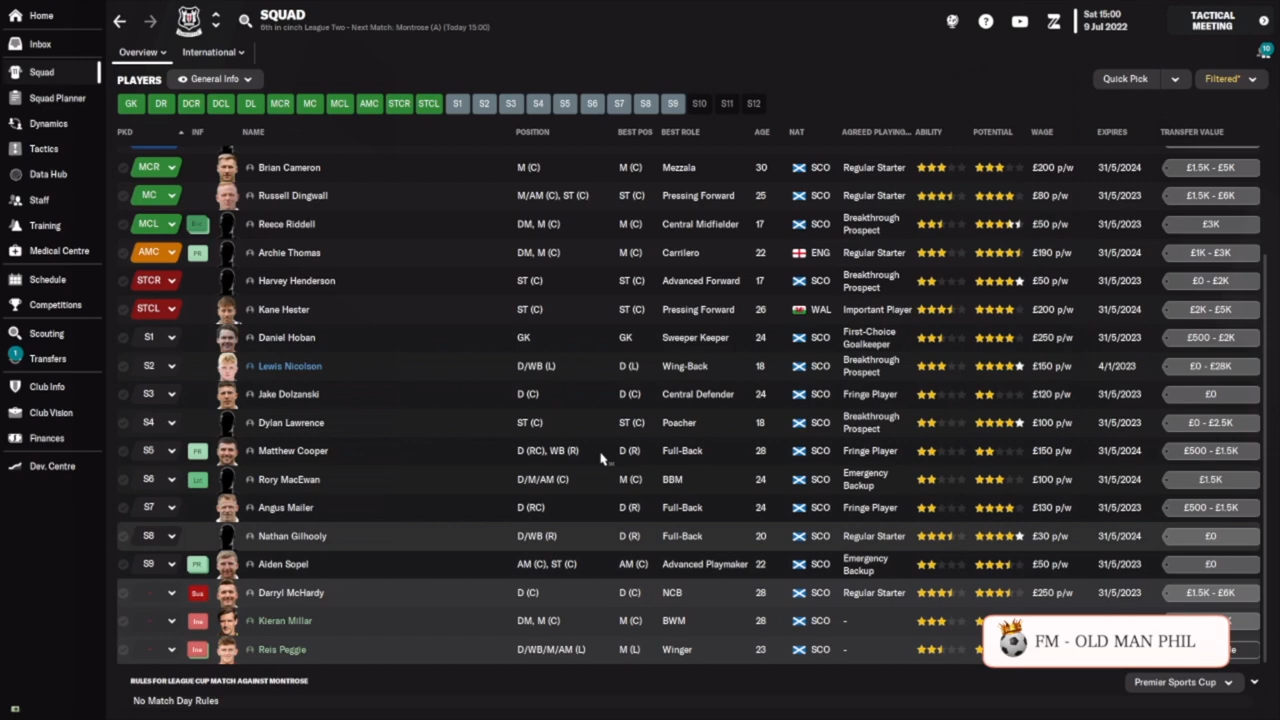 Home
Inbox
Squad
Squad Planner
Dynamics
Tactics
Data Hub
Staff
Training
Medical Centre
Schedule
Competitions
Scouting
1
Transfers
Club Info
Club Vision
Finances
Dev. Centre
SQUAD
6th in cinch League Two - Next Match: Montrose (A) (Today 15:00)
Sat 15:00
9 Jul 2022
TACTICAL
MEETING
10
Overview International
PLAYERS General Info Quick Pick Filtered*
GK DR DCR DCL DL MCR MC MCL AMC STCR STCL S1 S2 S3 S4 S5 S6 S7 S8 S9 S10 S11 S12
PKD INF NAME POSITION BEST POS BEST ROLE AGE NAT AGREED PLAYING... ABILITY POTENTIAL WAGE EXPIRES TRANSFER VALUE
MCR Brian Cameron M (C) M (C) Mezzala 30 SCO Regular Starter £200 p/w 31/5/2024 £1.5K - £5K
MC Russell Dingwall M/AM (C), ST (C) ST (C) Pressing Forward 25 SCO Regular Starter £80 p/w 31/5/2024 £1.5K - £6K
MCL Reece Riddell DM, M (C) M (C) Central Midfielder 17 SCO Breakthrough Prospect £50 p/w 31/5/2023 £3K
AMC PR Archie Thomas DM, M (C) M (C) Carrilero 22 ENG Regular Starter £190 p/w 31/5/2024 £1K - £3K
STCR Harvey Henderson ST (C) ST (C) Advanced Forward 17 SCO Breakthrough Prospect £50 p/w 31/5/2023 £0 - £2K
STCL Kane Hester ST (C) ST (C) Pressing Forward 26 WAL Important Player £200 p/w 31/5/2023 £2K - £5K
S1 Daniel Hoban GK GK Sweeper Keeper 24 SCO First-Choice Goalkeeper £250 p/w 31/5/2024 £500 - £2K
S2 Lewis Nicolson D/WB (L) D (L) Wing-Back 18 SCO Breakthrough Prospect £150 p/w 4/1/2023 £0 - £28K
S3 Jake Dolzanski D (C) D (C) Central Defender 24 SCO Fringe Player £120 p/w 31/5/2023 £0
S4 Dylan Lawrence ST (C) ST (C) Poacher 18 SCO Breakthrough Prospect £100 p/w 31/5/2023 £0 - £2.5K
S5 PR Matthew Cooper D (RC), WB (R) D (R) Full-Back 28 SCO Fringe Player £150 p/w 31/5/2024 £500 - £1.5K
S6 Lic Rory MacEwan D/M/AM (C) M (C) BBM 24 SCO Emergency Backup £100 p/w 31/5/2024 £1.5K
S7 Angus Mailer D (RC) D (R) Full-Back 24 SCO Fringe Player £130 p/w 31/5/2023 £500 - £1.5K
S8 Nathan Gilhooly D/WB (R) D (R) Full-Back 20 SCO Regular Starter £30 p/w 31/5/2024 £0
S9 PR Aiden Sopel AM (C), ST (C) AM (C) Advanced Playmaker 22 SCO Emergency Backup £50 p/w 31/5/2023 £0
- Sus Darryl McHardy D (C) D (C) NCB 28 SCO Regular Starter £250 p/w 31/5/2023 £1.5K - £6K
- Ine Kieran Millar DM, M (C) M (C) BWM 28 SCO -
- Ine Reis Peggie D/WB/M/AM (L) M (L) Winger 23 SCO -
FM - OLD MAN PHIL
RULES FOR LEAGUE CUP MATCH AGAINST MONTROSE Premier Sports Cup
No Match Day Rules